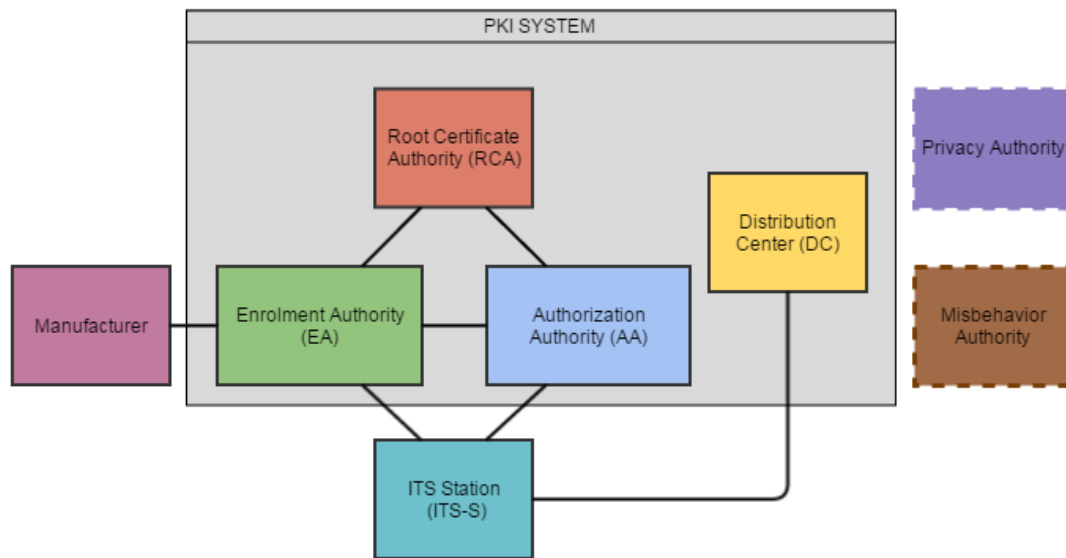 PKI SYSTEM
Root Certificate
Authority (RCA)
Privacy Authority
Distribution
Center (DC)
Manufacturer
Enrolment Authority
(EA)
Authorization
Authority (AA)
Misbehavior
Authority
ITS Station
(ITS-S)